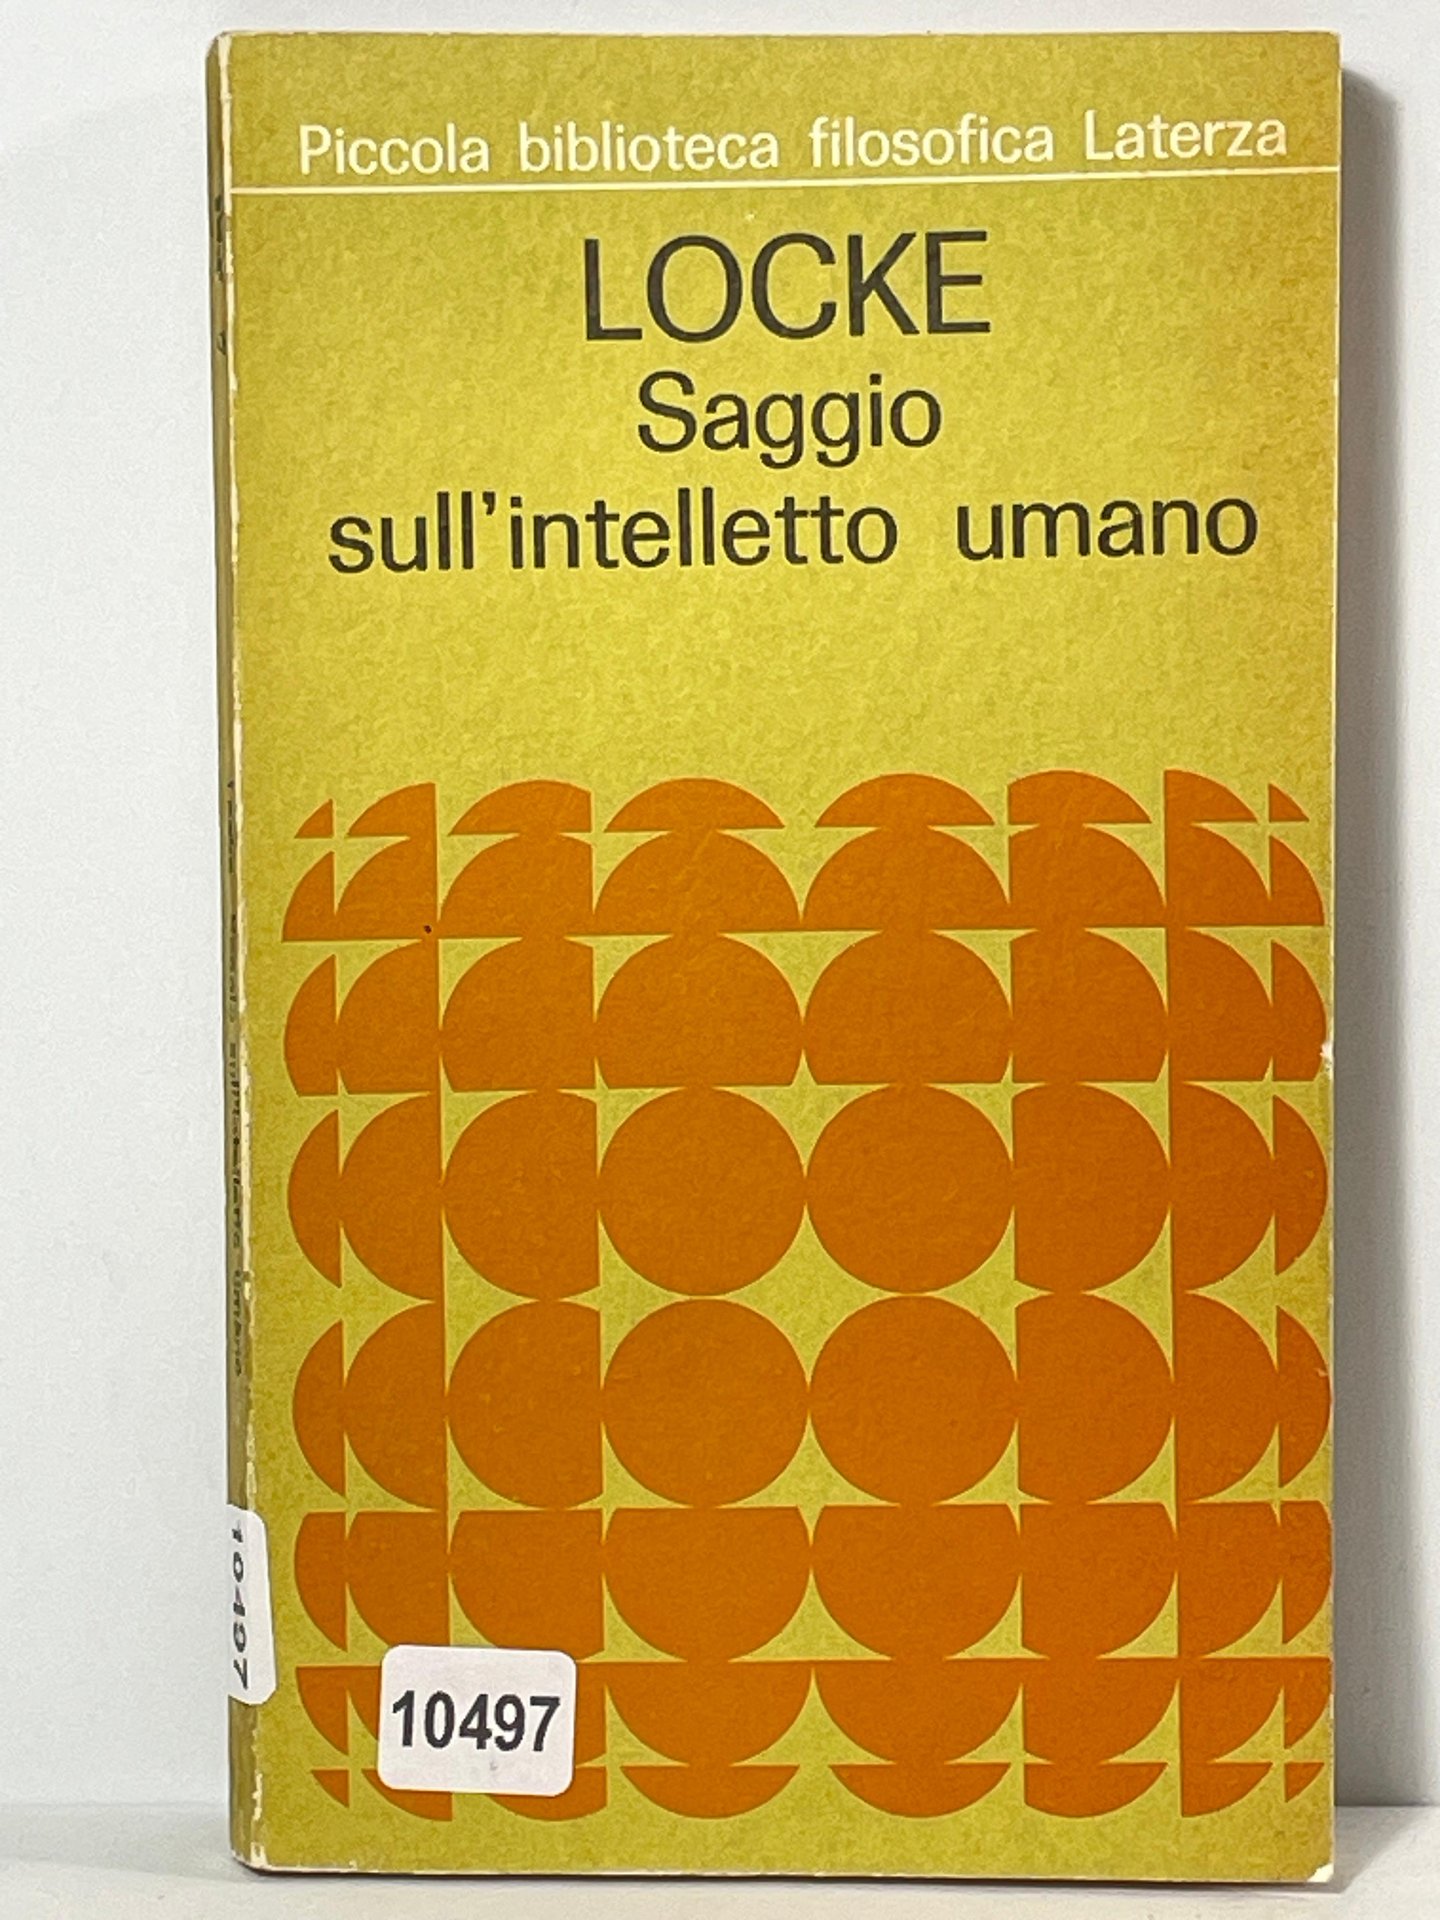 Piccola biblioteca filosofica Laterza
LOCKE
Saggio
sull'intelletto umano
10497
10497